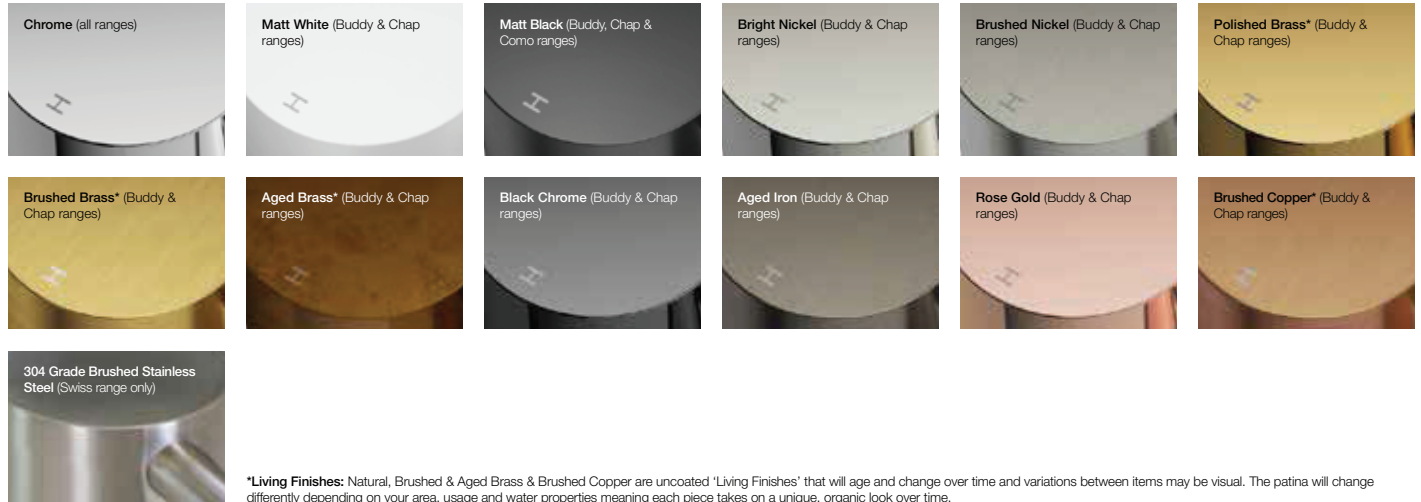 Chrome (all ranges)
Matt White (Buddy & Chap
ranges)
Matt Black (Buddy, Chap &
Como ranges)
Bright Nickel (Buddy & Chap
ranges)
Brushed Nickel (Buddy & Chap
ranges)
Polished Brass* (Buddy &
Chap ranges)
H
H
H
H
H
H
Brushed Brass* (Buddy &
Chap ranges)
Aged Brass* (Buddy & Chap
ranges)
Black Chrome (Buddy & Chap
ranges)
Aged Iron (Buddy & Chap
ranges)
Rose Gold (Buddy & Chap
ranges)
Brushed Copper* (Buddy &
Chap ranges)
H
H
H
H
H
H
304 Grade Brushed Stainless
Steel (Swiss range only)
*Living Finishes: Natural, Brushed & Aged Brass & Brushed Copper are uncoated ‘Living Finishes’ that will age and change over time and variations between items may be visual. The patina will change
differently depending on your area, usage and water properties meaning each piece takes on a unique, organic look over time.